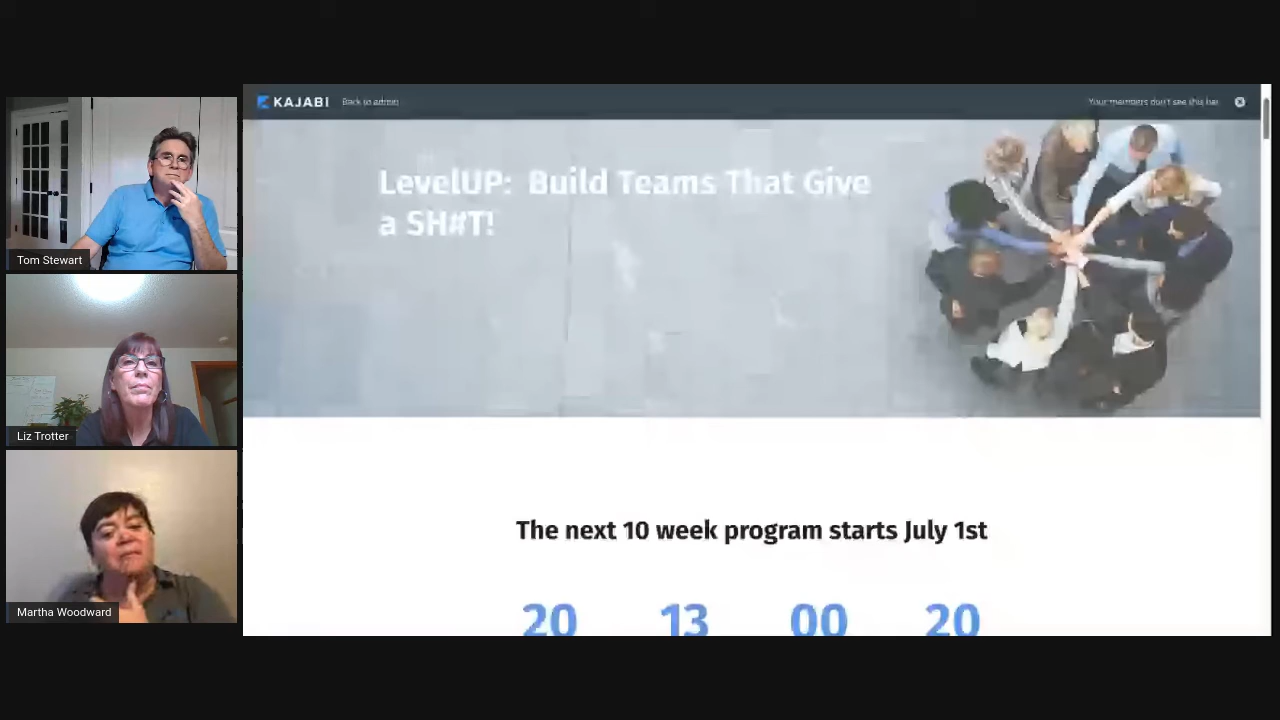 Tom Stewart
Liz Trotter
Martha Woodward
KAJABI
Back to admin
Your members don't see this bar
LevelUP: Build Teams That Give
a SH#T!
The next 10 week program starts July 1st
20 13 00 20